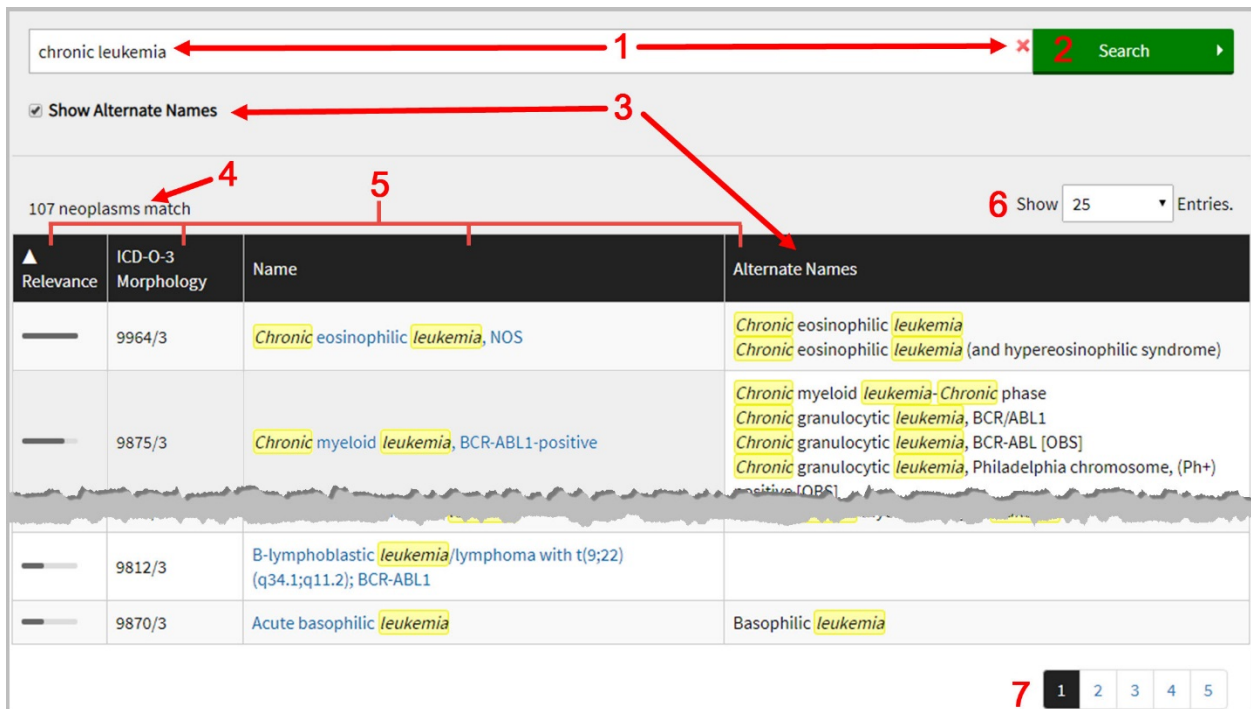 chronic leukemia 1 2 Search
Show Alternate Names 3
4
5
107 neoplasms match 6 Show 25 Entries.
Relevance
ICD-O-3
Morphology
Name
Alternate Names
9964/3
Chronic eosinophilic leukemia, NOS
Chronic eosinophilic leukemia
Chronic eosinophilic leukemia (and hypereosinophilic syndrome)
9875/3
Chronic myeloid leukemia, BCR-ABL1-positive
Chronic myeloid leukemia-Chronic phase
Chronic granulocytic leukemia, BCR/ABL1
Chronic granulocytic leukemia, BCR-ABL [OBS]
Chronic granulocytic leukemia, Philadelphia chromosome, (Ph+)
positive [OBS]
9812/3
B-lymphoblastic leukemia/lymphoma with t(9;22)
(q34.1;q11.2); BCR-ABL1
9870/3
Acute basophilic leukemia
Basophilic leukemia
7 1 2 3 4 5